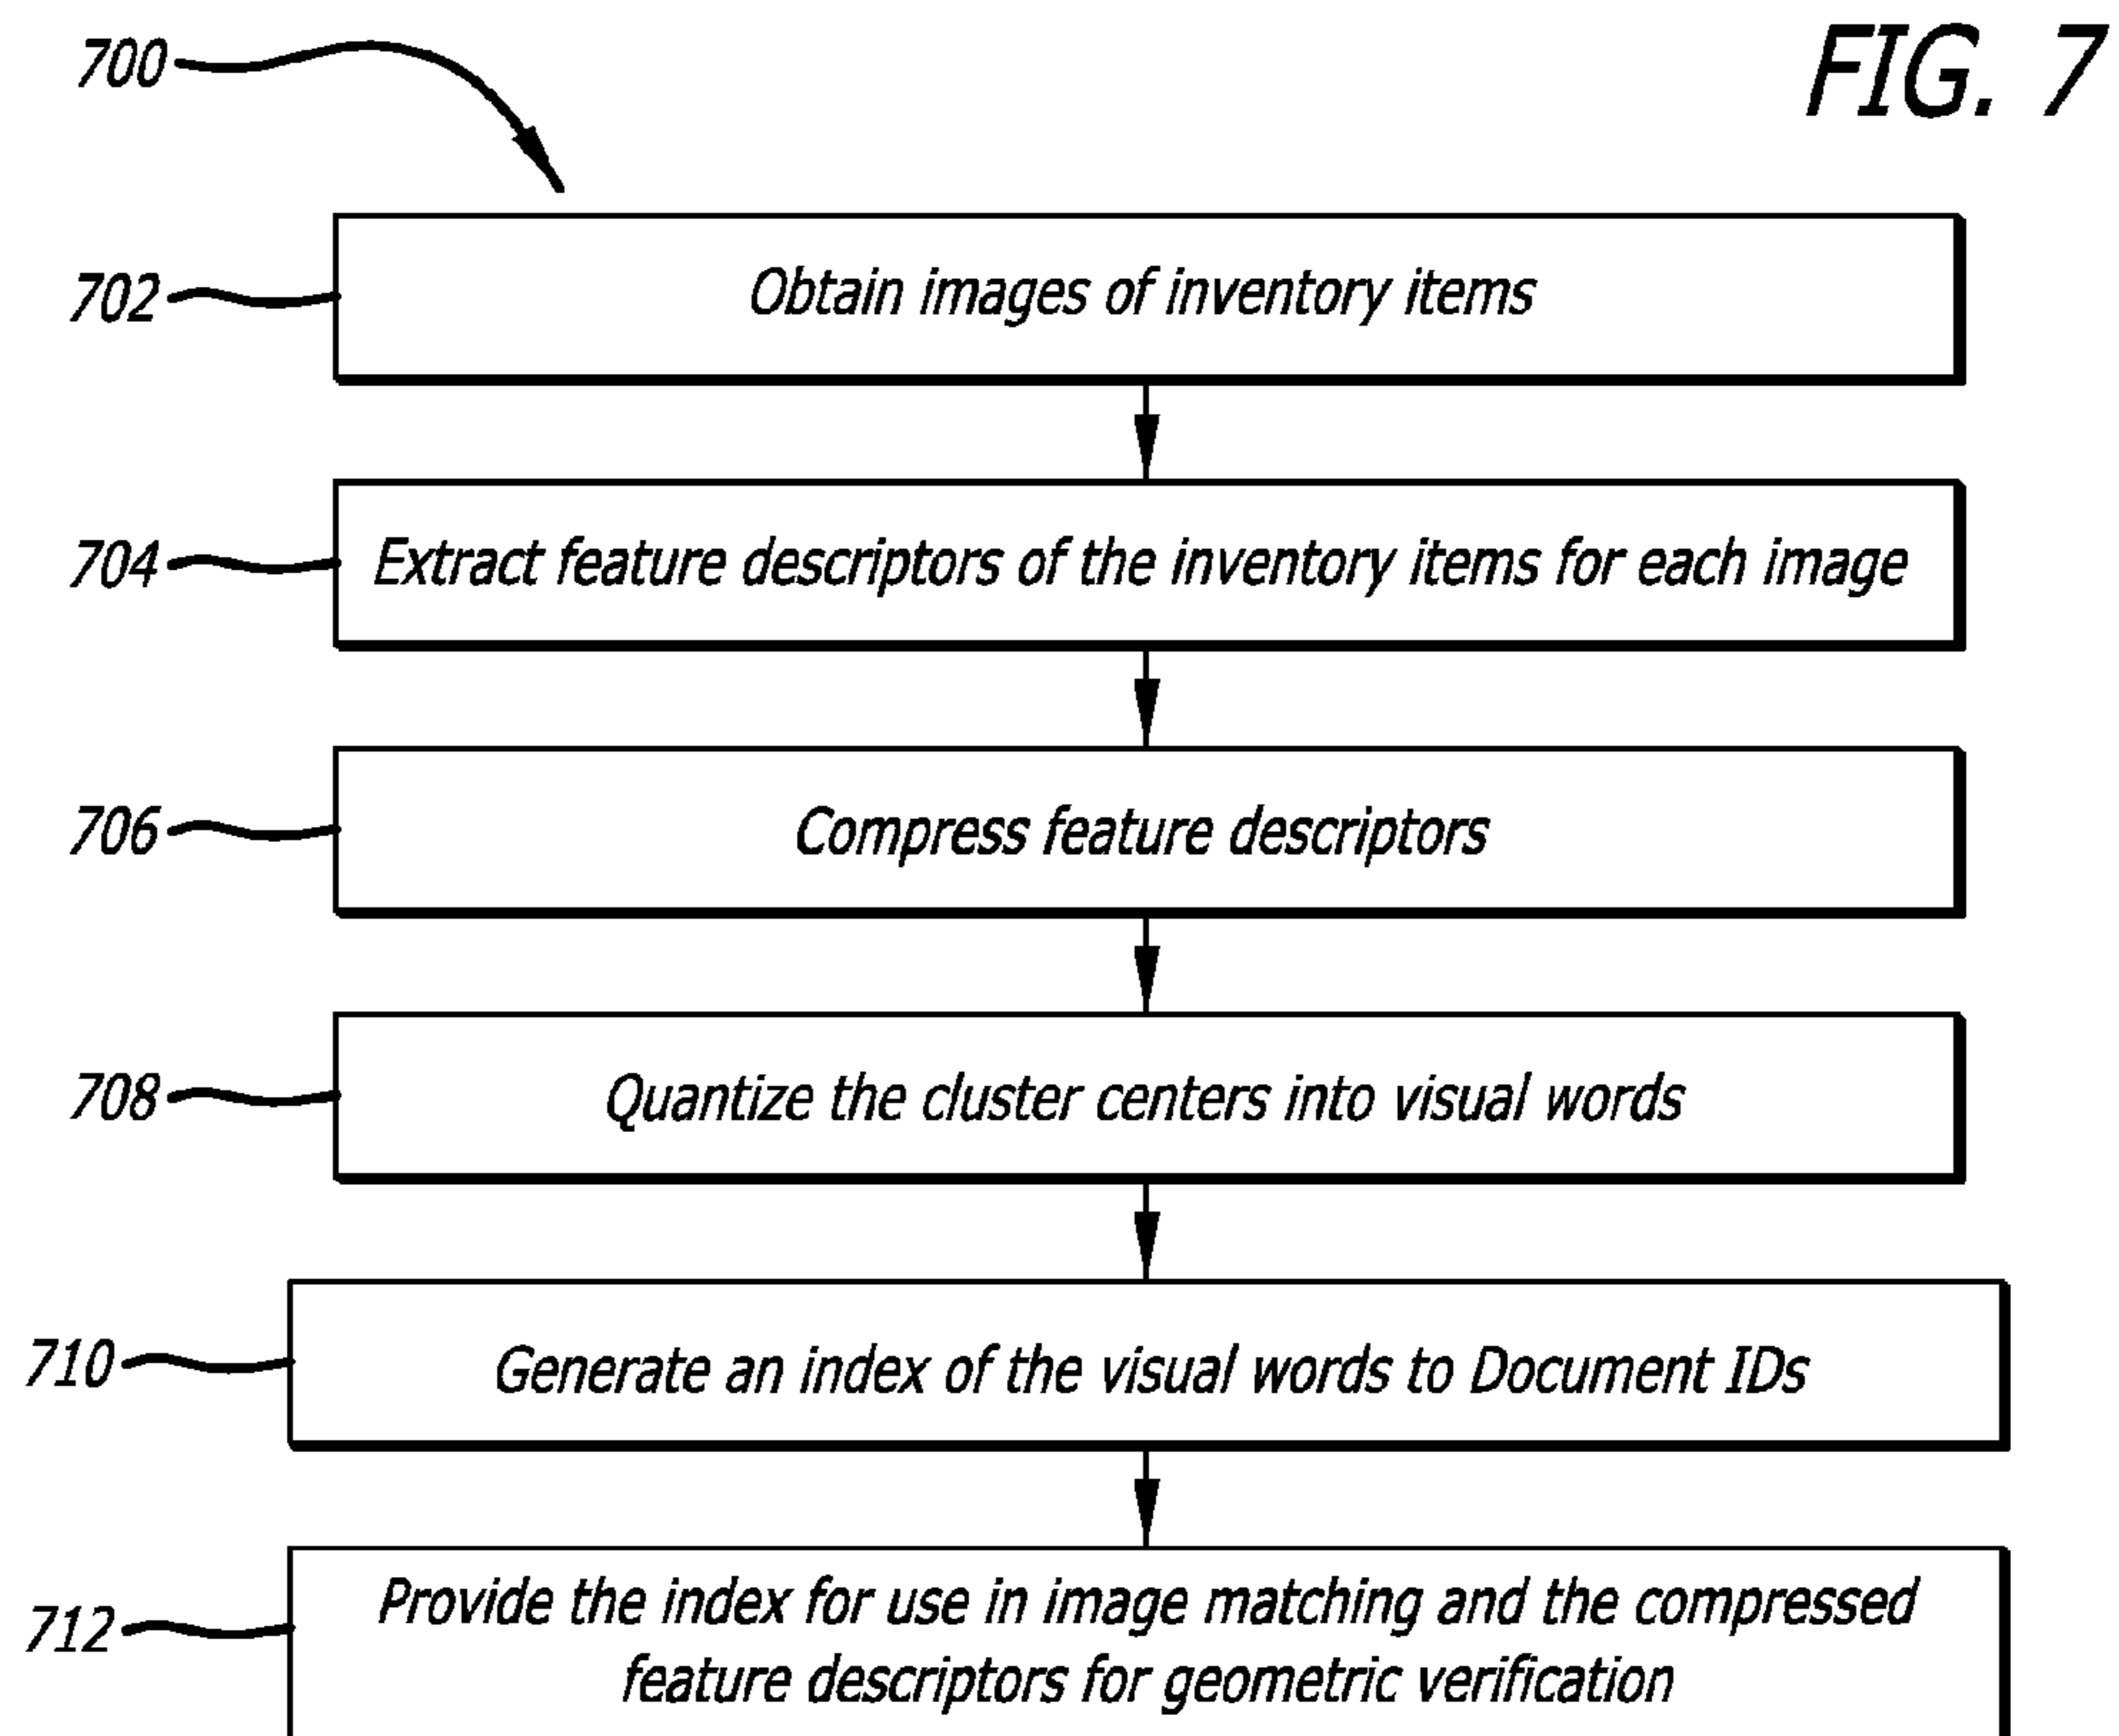 FIG. 7
700
702
Obtain images of inventory items
704
Extract feature descriptors of the inventory items for each image
706
Compress feature descriptors
708
Quantize the cluster centers into visual words
710
Generate an index of the visual words to Document IDs
712
Provide the index for use in image matching and the compressed
feature descriptors for geometric verification